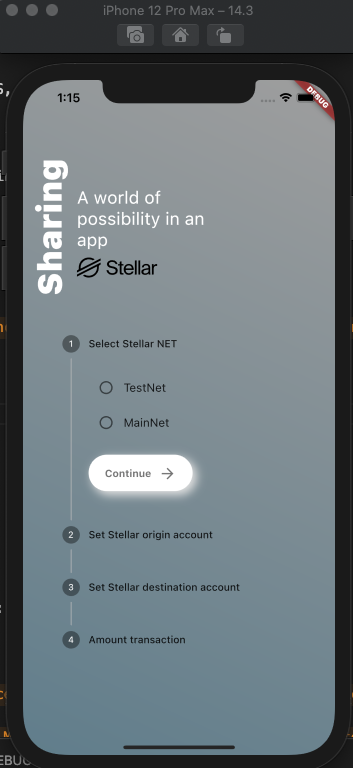 iPhone 12 Pro Max – 14.3
1:15
DEBUG
Sharing
A world of
possibility in an
app
Stellar
1 Select Stellar NET
TestNet
MainNet
Continue
2 Set Stellar origin account
3 Set Stellar destination account
4 Amount transaction